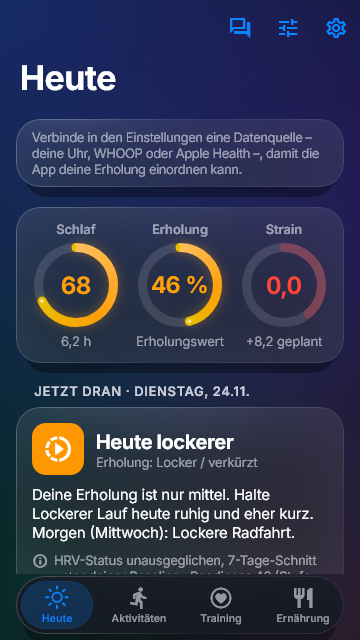 Heute
Verbinde in den Einstellungen eine Datenquelle –
deine Uhr, WHOOP oder Apple Health –, damit die
App deine Erholung einordnen kann.
Schlaf Erholung Strain
68 46 % 0,0
6,2 h Erholungswert +8,2 geplant
JETZT DRAN · DIENSTAG, 24.11.
Heute lockerer
Erholung: Locker / verkürzt
Deine Erholung ist nur mittel. Halte
Lockerer Lauf heute ruhig und eher kurz.
Morgen (Mittwoch): Lockere Radfahrt.
HRV-Status unausgeglichen, 7-Tage-Schnitt
Heute Aktivitäten Training Ernährung